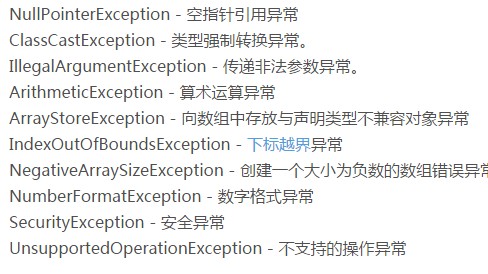 NullPointerException - 空指针引用异常
ClassCastException - 类型强制转换异常。
IllegalArgumentException - 传递非法参数异常。
ArithmeticException - 算术运算异常
ArrayStoreException - 向数组中存放与声明类型不兼容对象异常
IndexOutOfBoundsException - 下标越界异常
NegativeArraySizeException - 创建一个大小为负数的数组错误异常
NumberFormatException - 数字格式异常
SecurityException - 安全异常
UnsupportedOperationException - 不支持的操作异常